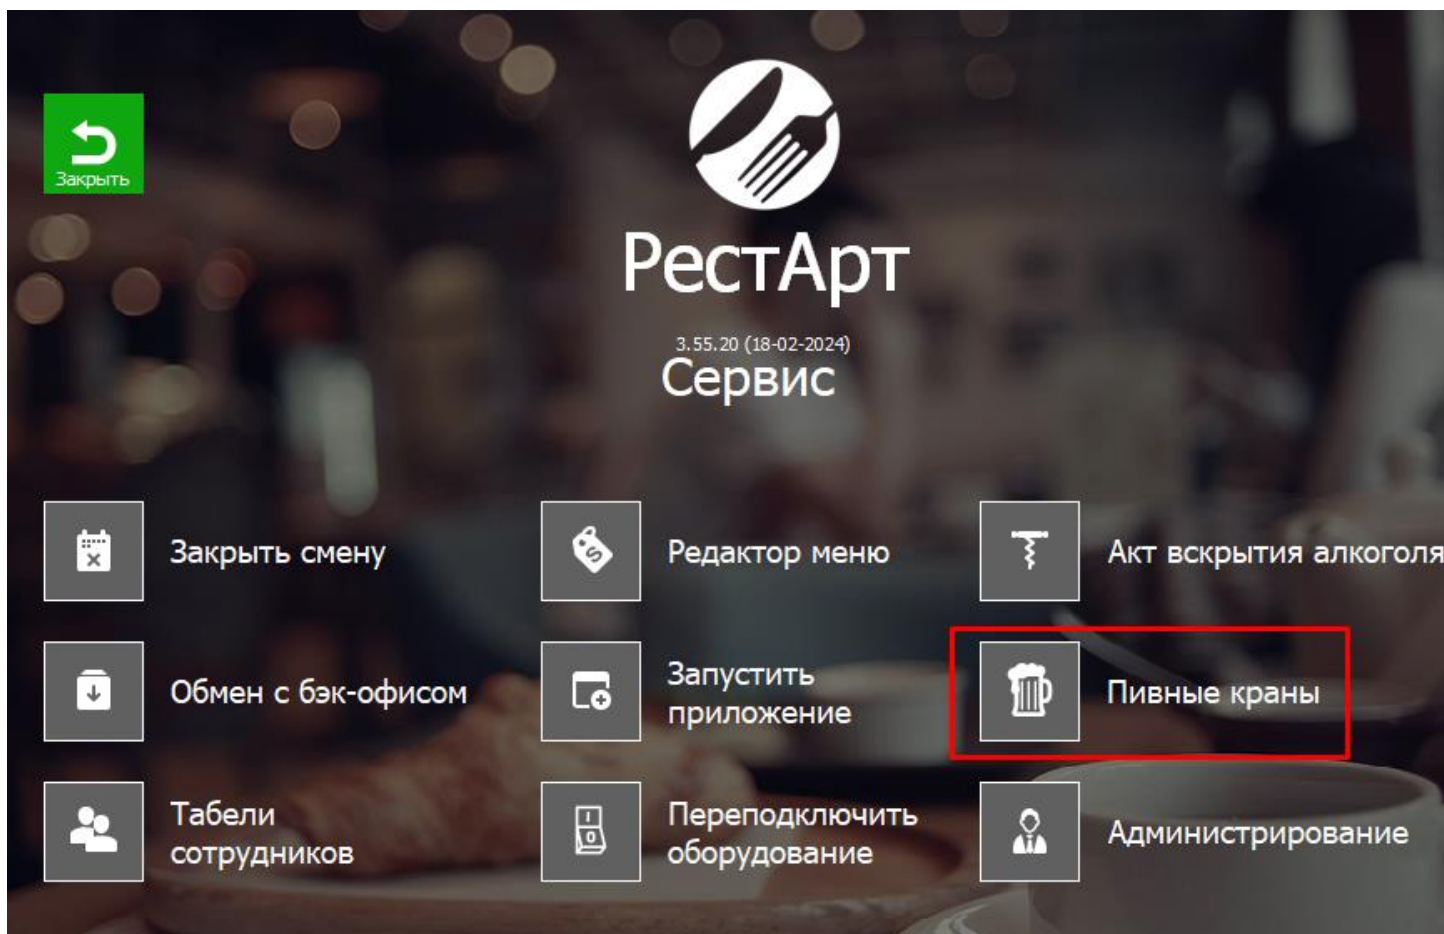 Закрыть
РестАрт
3.55.20 (18-02-2024)
Сервис
Закрыть смену
Редактор меню
Акт вскрытия алкоголя
Обмен с бэк-офисом
Запустить
приложение
Пивные краны
Табели
сотрудников
Переподключить
оборудование
Администрирование